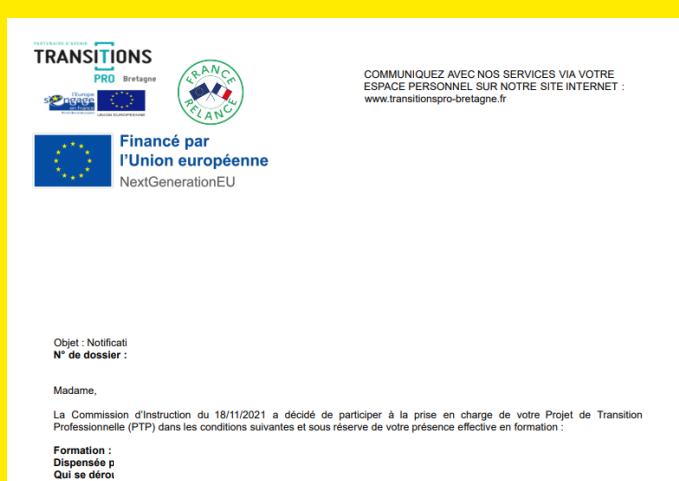 PARTENAIRE D'AVENIR
TRANSITIONS
PRO Bretagne
l'Europe
s'engage
en France
UNION EUROPÉENNE
FRANCE
RELANCE
COMMUNIQUEZ AVEC NOS SERVICES VIA VOTRE
ESPACE PERSONNEL SUR NOTRE SITE INTERNET :
www.transitionspro-bretagne.fr
Financé par
l'Union européenne
NextGenerationEU
Objet : Notificati
N° de dossier :
Madame,
La Commission d'Instruction du 18/11/2021 a décidé de participer à la prise en charge de votre Projet de Transition
Professionnelle (PTP) dans les conditions suivantes et sous réserve de votre présence effective en formation :
Formation :
Dispensée p
Qui se dérou